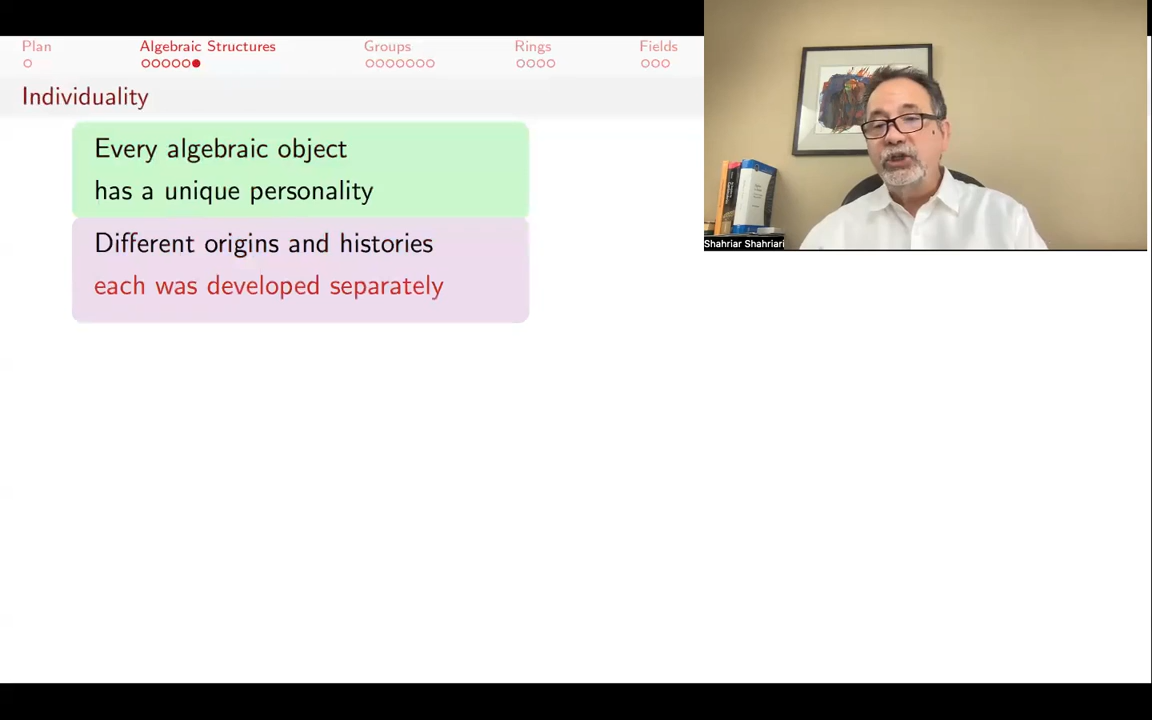 Plan Algebraic Structures Groups Rings Fields
Individuality
Every algebraic object
has a unique personality
Different origins and histories
each was developed separately
Shahriar Shahriari